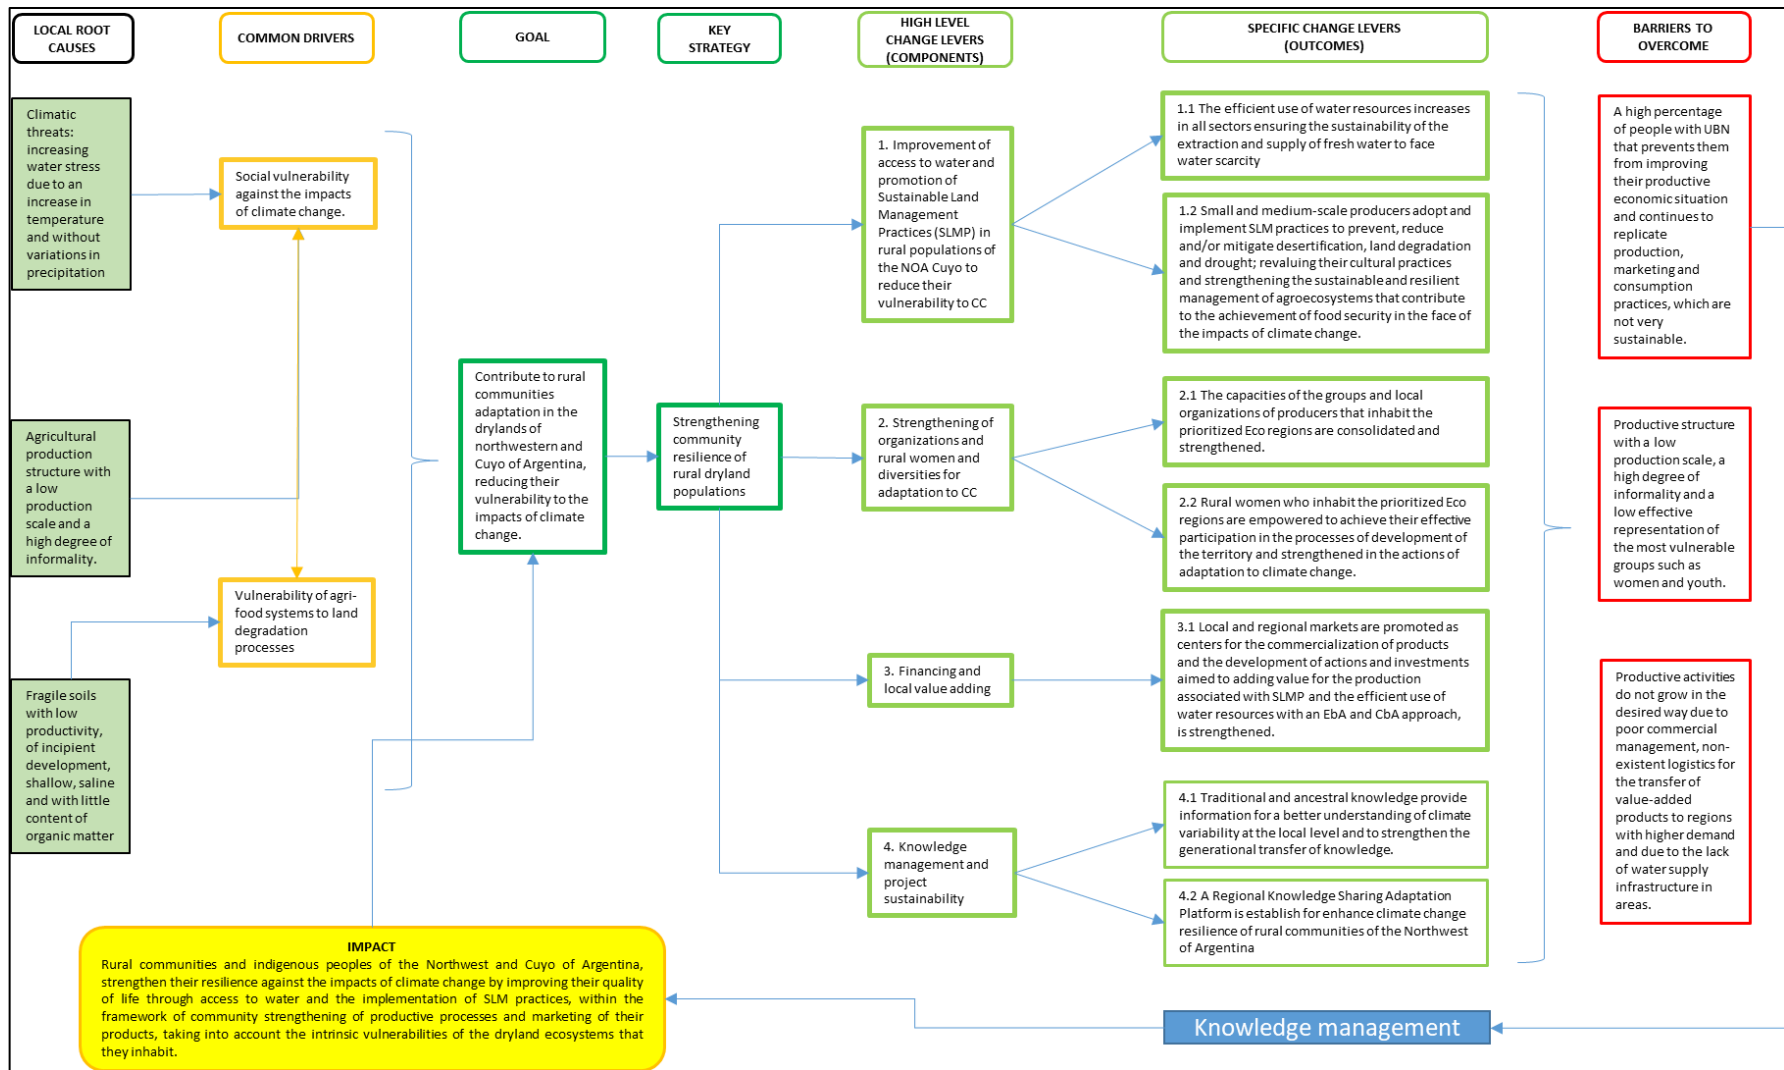 LOCAL ROOT
CAUSES
COMMON DRIVERS
GOAL
KEY
STRATEGY
HIGH LEVEL
CHANGE LEVERS
(COMPONENTS)
SPECIFIC CHANGE LEVERS
(OUTCOMES)
BARRIERS TO
OVERCOME
Climatic
threats:
increasing
water stress
due to an
increase in
temperature
and without
variations in
precipitation
Agricultural
production
structure with
a low
production
scale and a
high degree of
informality.
Fragile soils
with low
productivity,
of incipient
development,
shallow, saline
and with little
content of
organic matter
Social vulnerability
against the impacts
of climate change.
Vulnerability of agri-
food systems to land
degradation
processes
Contribute to rural
communities
adaptation in the
drylands of
northwestern and
Cuyo of Argentina,
reducing their
vulnerability to the
impacts of climate
change.
Strengthening
community
resilience of
rural dryland
populations
1. Improvement of
access to water and
promotion of
Sustainable Land
Management
Practices (SLMP) in
rural populations of
the NOA Cuyo to
reduce their
vulnerability to CC
2. Strengthening of
organizations and
rural women and
diversities for
adaptation to CC
3. Financing and
local value adding
4. Knowledge
management and
project
sustainability
1.1 The efficient use of water resources increases
in all sectors ensuring the sustainability of the
extraction and supply of fresh water to face
water scarcity
1.2 Small and medium-scale producers adopt and
implement SLM practices to prevent, reduce
and/or mitigate desertification, land degradation
and drought; revaluing their cultural practices
and strengthening the sustainable and resilient
management of agroecosystems that contribute
to the achievement of food security in the face of
the impacts of climate change.
2.1 The capacities of the groups and local
organizations of producers that inhabit the
prioritized Eco regions are consolidated and
strengthened.
2.2 Rural women who inhabit the prioritized Eco
regions are empowered to achieve their effective
participation in the processes of development of
the territory and strengthened in the actions of
adaptation to climate change.
3.1 Local and regional markets are promoted as
centers for the commercialization of products
and the development of actions and investments
aimed to adding value for the production
associated with SLMP and the efficient use of
water resources with an EbA and CbA approach,
is strengthened.
4.1 Traditional and ancestral knowledge provide
information for a better understanding of climate
variability at the local level and to strengthen the
generational transfer of knowledge.
4.2 A Regional Knowledge Sharing Adaptation
Platform is establish for enhance climate change
resilience of rural communities of the Northwest
of Argentina
A high percentage
of people with UBN
that prevents them
from improving
their productive
economic situation
and continues to
replicate
production,
marketing and
consumption
practices, which are
not very
sustainable.
Productive structure
with a low
production scale, a
high degree of
informality and a
low effective
representation of
the most vulnerable
groups such as
women and youth.
Productive activities
do not grow in the
desired way due to
poor commercial
management, non-
existent logistics for
the transfer of
value-added
products to regions
with higher demand
and due to the lack
of water supply
infrastructure in
areas.
IMPACT
Rural communities and indigenous peoples of the Northwest and Cuyo of Argentina,
strengthen their resilience against the impacts of climate change by improving their quality
of life through access to water and the implementation of SLM practices, within the
framework of community strengthening of productive processes and marketing of their
products, taking into account the intrinsic vulnerabilities of the dryland ecosystems that
they inhabit.
Knowledge management